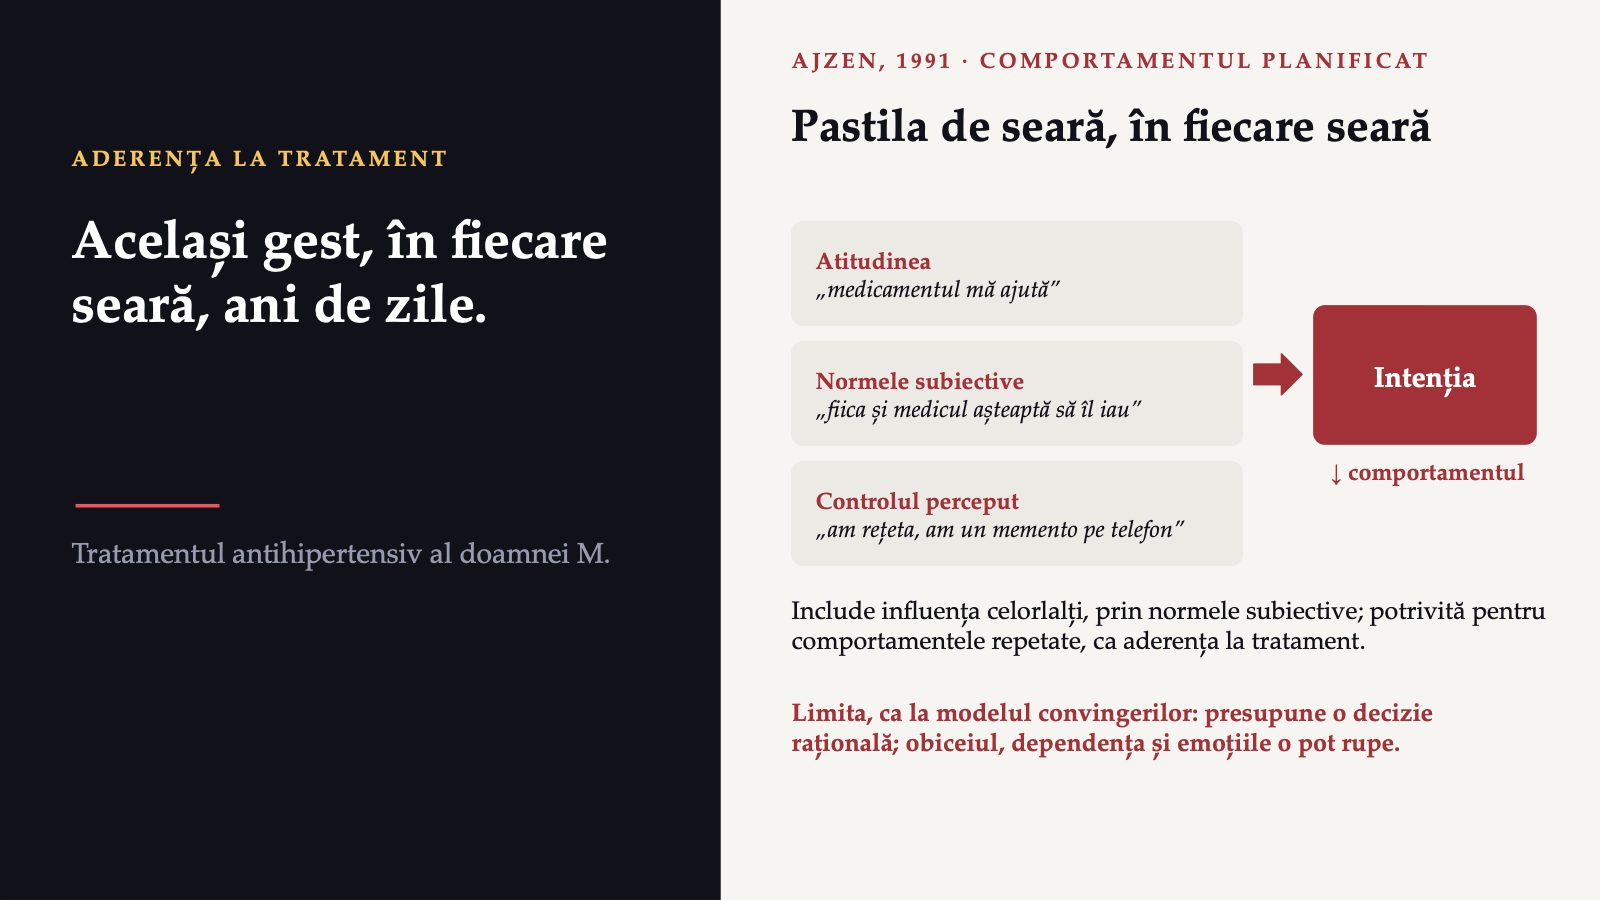 ADERENȚA LA TRATAMENT
Același gest, în fiecare
seară, ani de zile.
Tratamentul antihipertensiv al doamnei M.
AJZEN, 1991 · COMPORTAMENTUL PLANIFICAT
Pastila de seară, în fiecare seară
Atitudinea
„medicamentul mă ajută”
Normele subiective
„fiica și medicul așteaptă să îl iau”
Controlul perceput
„am rețeta, am un memento pe telefon”
Intenția
↓ comportamentul
Include influența celorlalți, prin normele subiective; potrivită pentru
comportamentele repetate, ca aderența la tratament.
Limita, ca la modelul convingerilor: presupune o decizie
rațională; obiceiul, dependența și emoțiile o pot rupe.